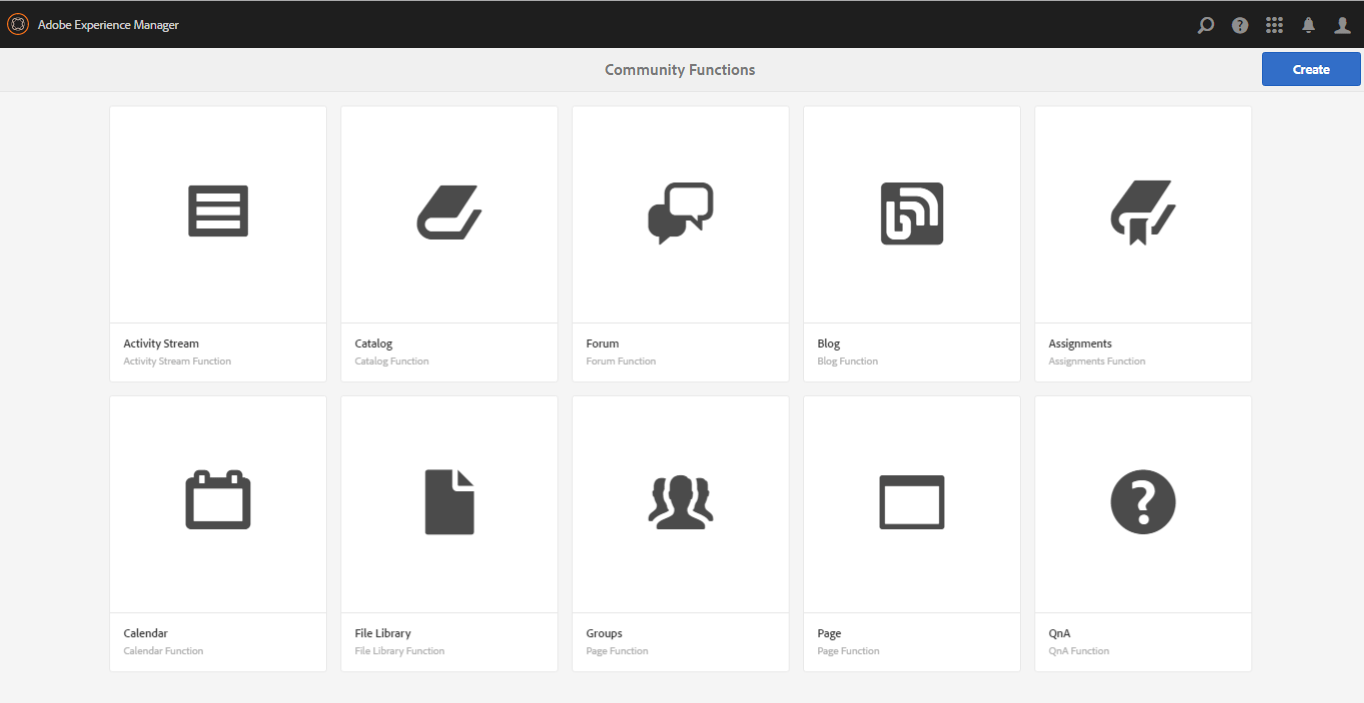 Adobe Experience Manager
Community Functions
Create
Activity Stream
Activity Stream Function
Catalog
Catalog Function
Forum
Forum Function
Blog
Blog Function
Assignments
Assignments Function
Calendar
Calendar Function
File Library
File Library Function
Groups
Page Function
Page
Page Function
QnA
QnA Function